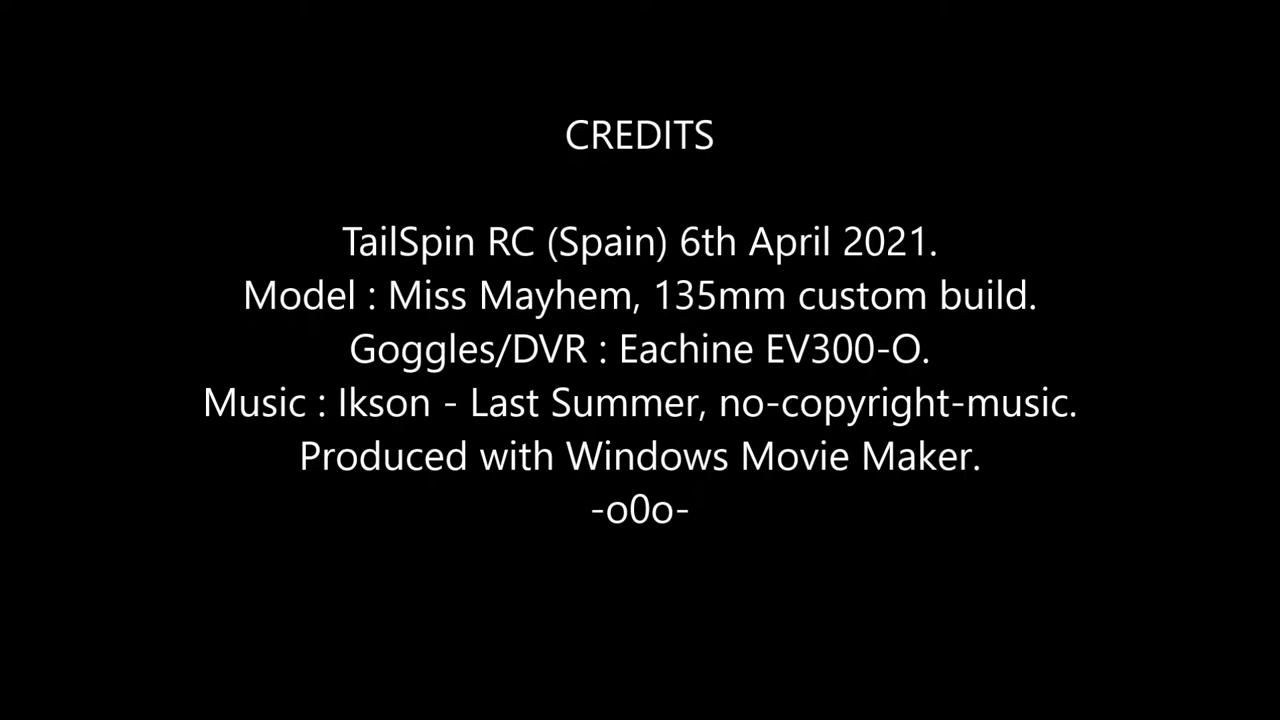 CREDITS
TailSpin RC (Spain) 6th April 2021.
Model : Miss Mayhem, 135mm custom build.
Goggles/DVR : Eachine EV300-O.
Music : Ikson - Last Summer, no-copyright-music.
Produced with Windows Movie Maker.
-o0o-